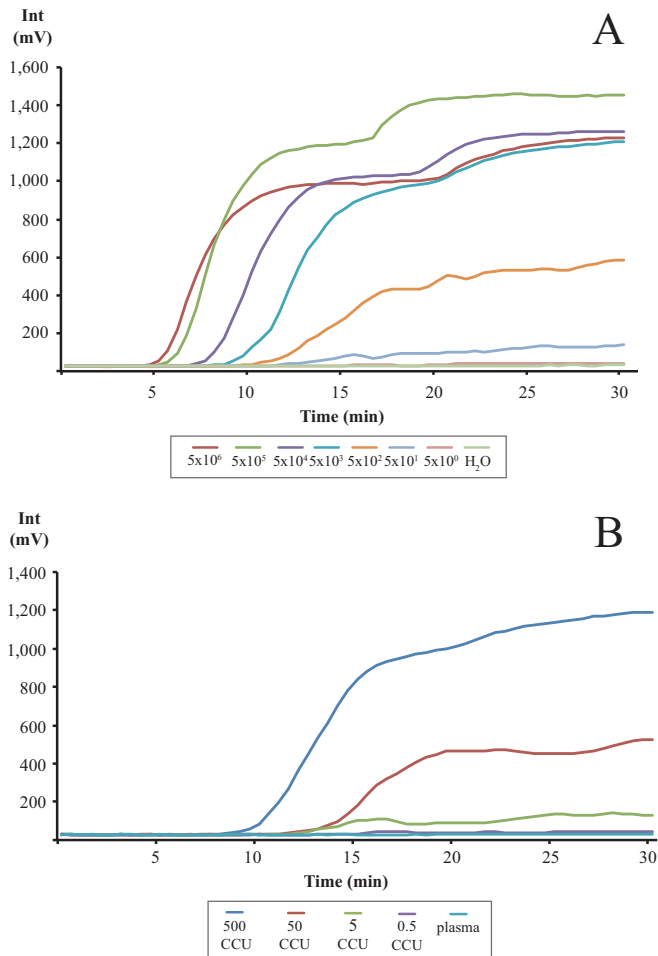 Int
(mV)
A
1,600
1,400
1,200
1,000
800
600
400
200
5 10 15 20 25 30
Time (min)
5x10⁶ 5x10⁵ 5x10⁴ 5x10³ 5x10² 5x10¹ 5x10⁰ H₂O
Int
(mV)
B
1,400
1,200
1,000
800
600
400
200
5 10 15 20 25 30
Time (min)
500 50 5 0.5 plasma
CCU CCU CCU CCU